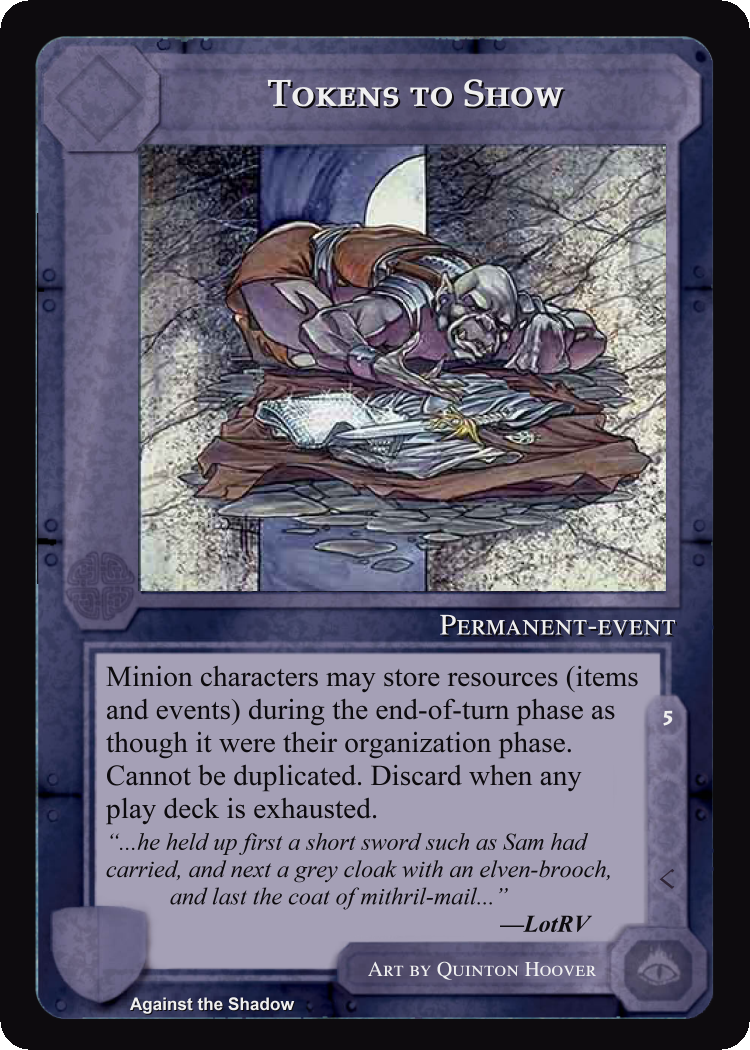 Tokens to Show
Permanent-event
Minion characters may store resources (items
and events) during the end-of-turn phase as
though it were their organization phase.
Cannot be duplicated. Discard when any
play deck is exhausted.
“...he held up first a short sword such as Sam had
carried, and next a grey cloak with an elven-brooch,
and last the coat of mithril-mail...”
—LotRV
5
Art by Quinton Hoover
Against the Shadow